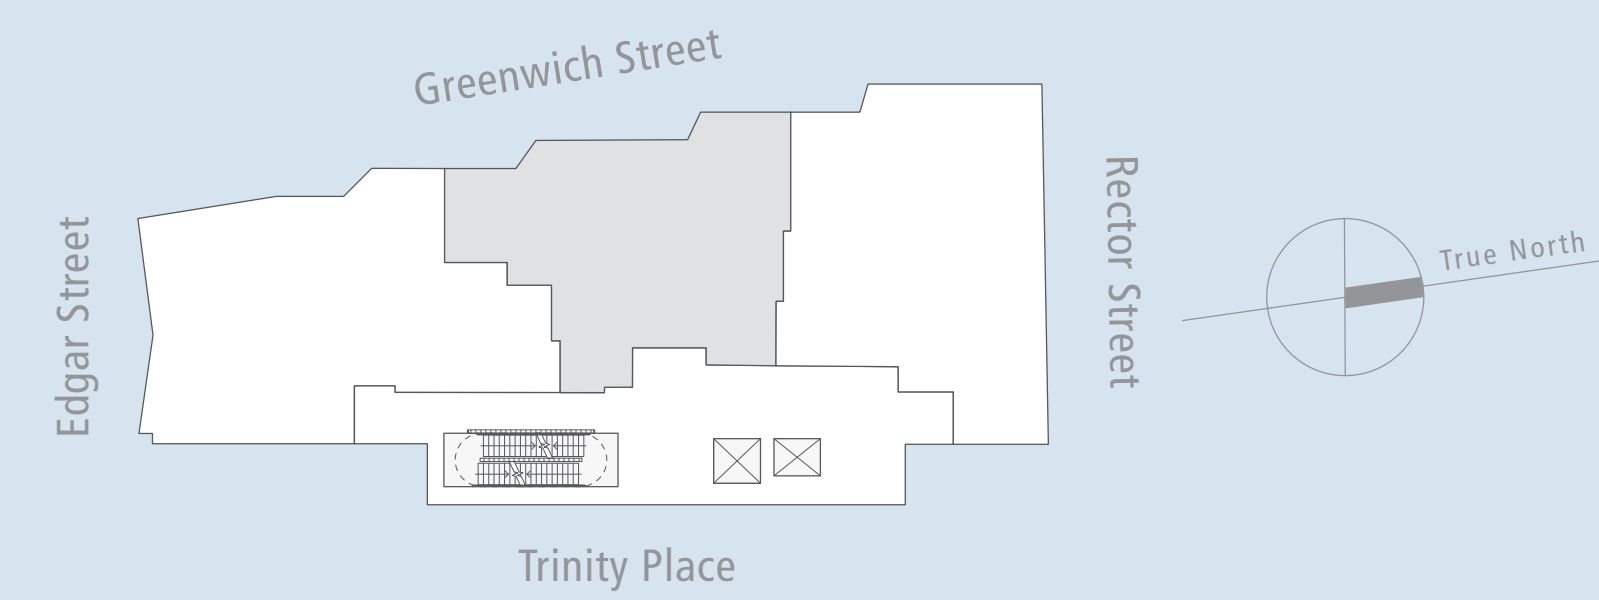 Greenwich Street
Edgar Street
Rector Street
True North
Trinity Place